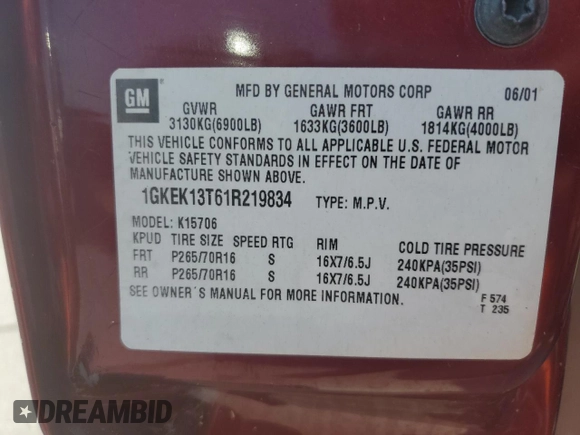 GM
MFD BY GENERAL MOTORS CORP 06/01
GVWR GAWR FRT GAWR RR
3130KG(6900LB) 1633KG(3600LB) 1814KG(4000LB)
THIS VEHICLE CONFORMS TO ALL APPLICABLE U.S. FEDERAL MOTOR
VEHICLE SAFETY STANDARDS IN EFFECT ON THE DATE OF
MANUFACTURE SHOWN ABOVE.
1GKEK13T61R219834 TYPE: M.P.V.
MODEL: K15706
KPUD TIRE SIZE SPEED RTG RIM COLD TIRE PRESSURE
FRT P265/70R16 S 16X7/6.5J 240KPA(35PSI)
RR P265/70R16 S 16X7/6.5J 240KPA(35PSI)
SEE OWNER'S MANUAL FOR MORE INFORMATION.
F 574
T 235
DREAMBID